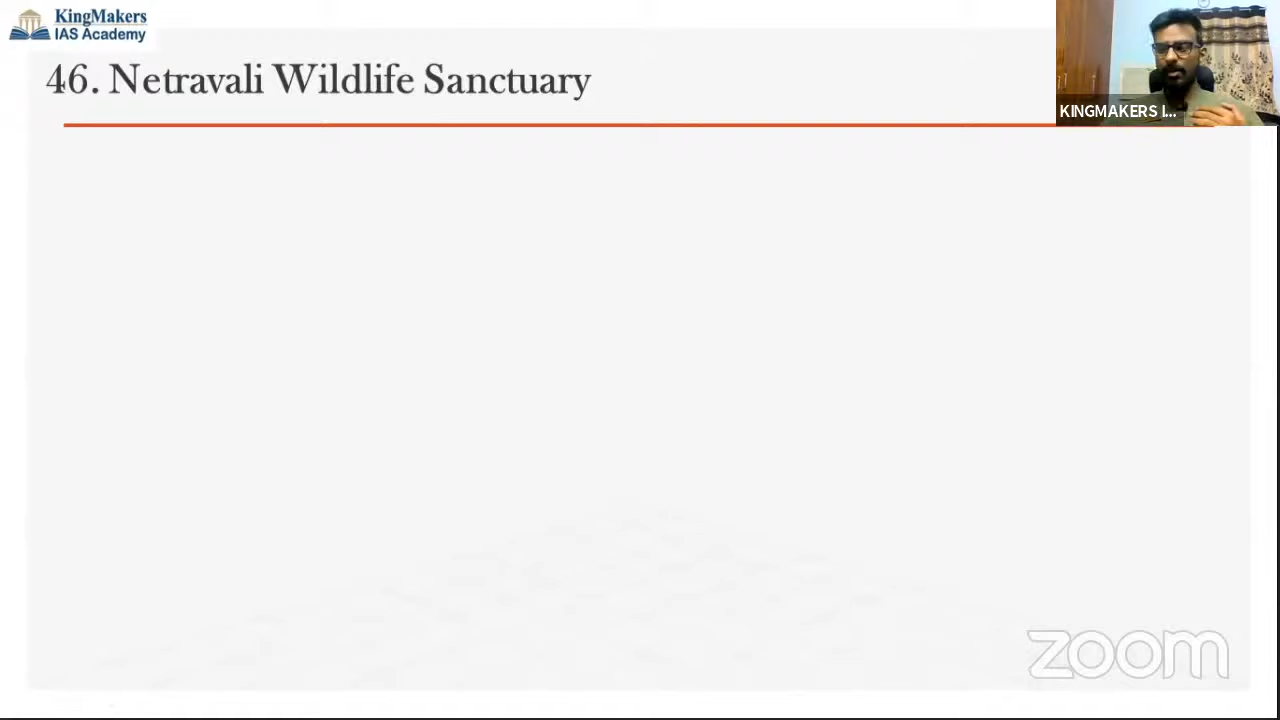 KingMakers
IAS Academy
46. Netravali Wildlife Sanctuary
KINGMAKERS I...
zoom